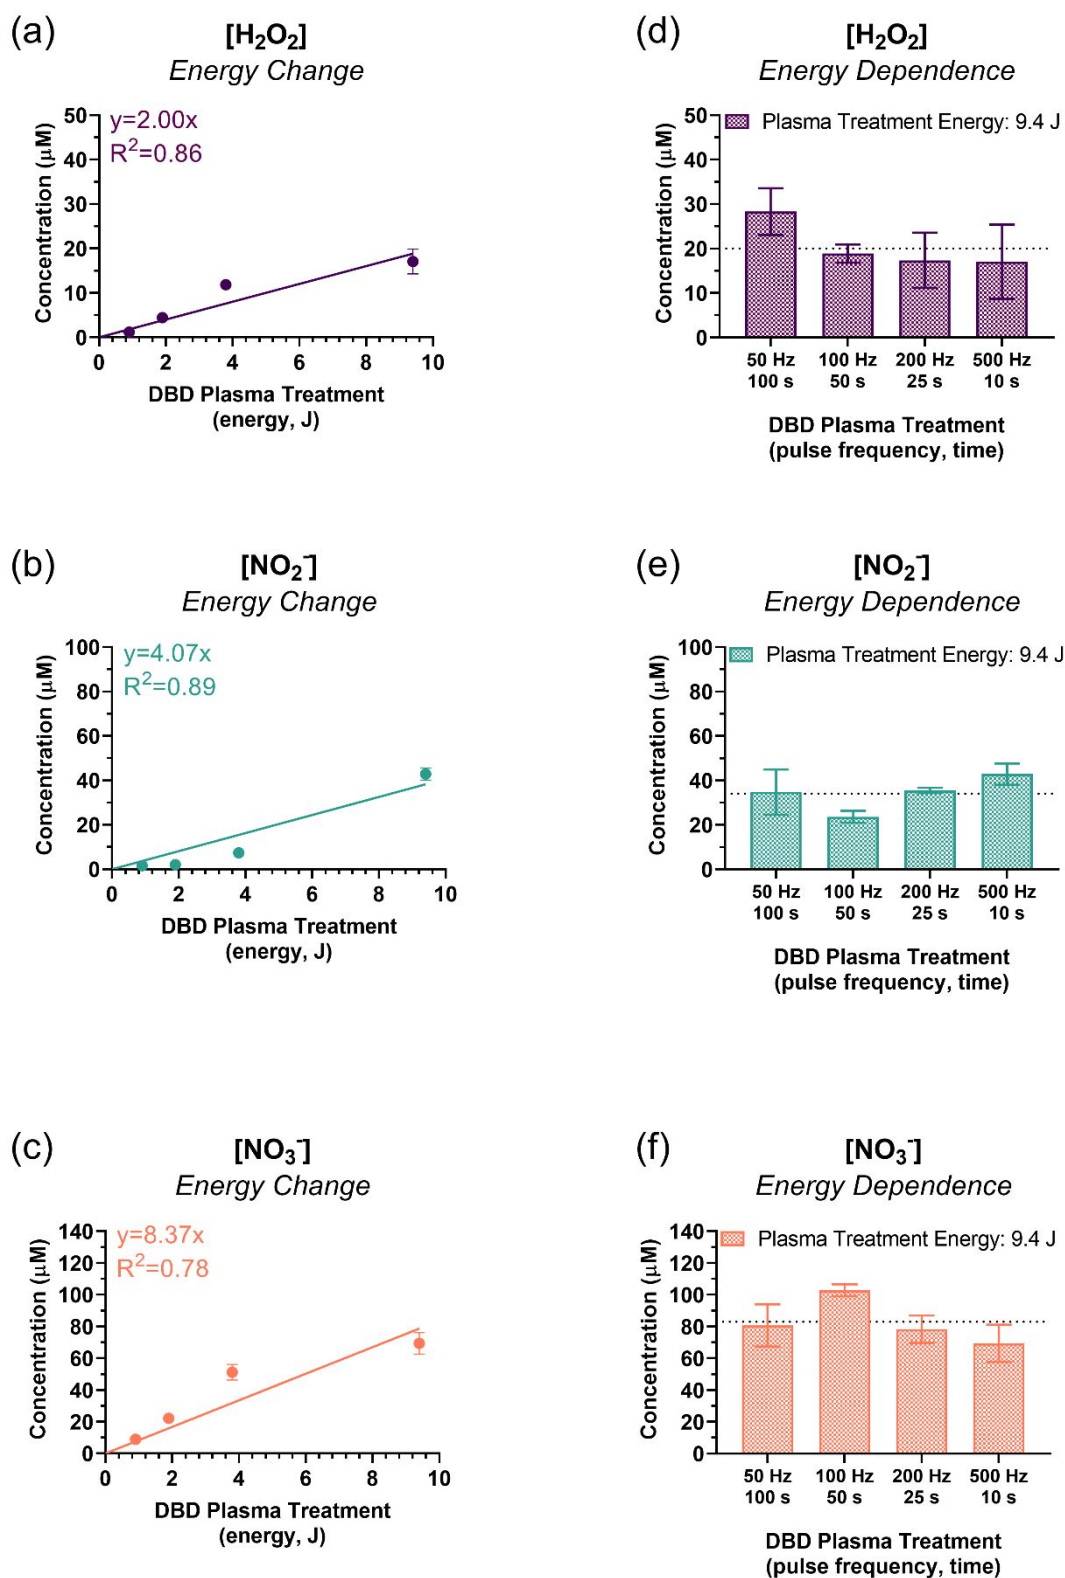 (a)
[H₂O₂]
Energy Change
y=2.00x
R²=0.86
Concentration (µM)
50
40
30
20
10
0
0 2 4 6 8 10
DBD Plasma Treatment
(energy, J)
(d)
[H₂O₂]
Energy Dependence
Plasma Treatment Energy: 9.4 J
Concentration (µM)
50
40
30
20
10
0
50 Hz 100 Hz 200 Hz 500 Hz
100 s 50 s 25 s 10 s
DBD Plasma Treatment
(pulse frequency, time)
(b)
[NO₂⁻]
Energy Change
y=4.07x
R²=0.89
Concentration (µM)
100
80
60
40
20
0
0 2 4 6 8 10
DBD Plasma Treatment
(energy, J)
(e)
[NO₂⁻]
Energy Dependence
Plasma Treatment Energy: 9.4 J
Concentration (µM)
100
80
60
40
20
0
50 Hz 100 Hz 200 Hz 500 Hz
100 s 50 s 25 s 10 s
DBD Plasma Treatment
(pulse frequency, time)
(c)
[NO₃⁻]
Energy Change
y=8.37x
R²=0.78
Concentration (µM)
140
120
100
80
60
40
20
0
0 2 4 6 8 10
DBD Plasma Treatment
(energy, J)
(f)
[NO₃⁻]
Energy Dependence
Plasma Treatment Energy: 9.4 J
Concentration (µM)
140
120
100
80
60
40
20
0
50 Hz 100 Hz 200 Hz 500 Hz
100 s 50 s 25 s 10 s
DBD Plasma Treatment
(pulse frequency, time)